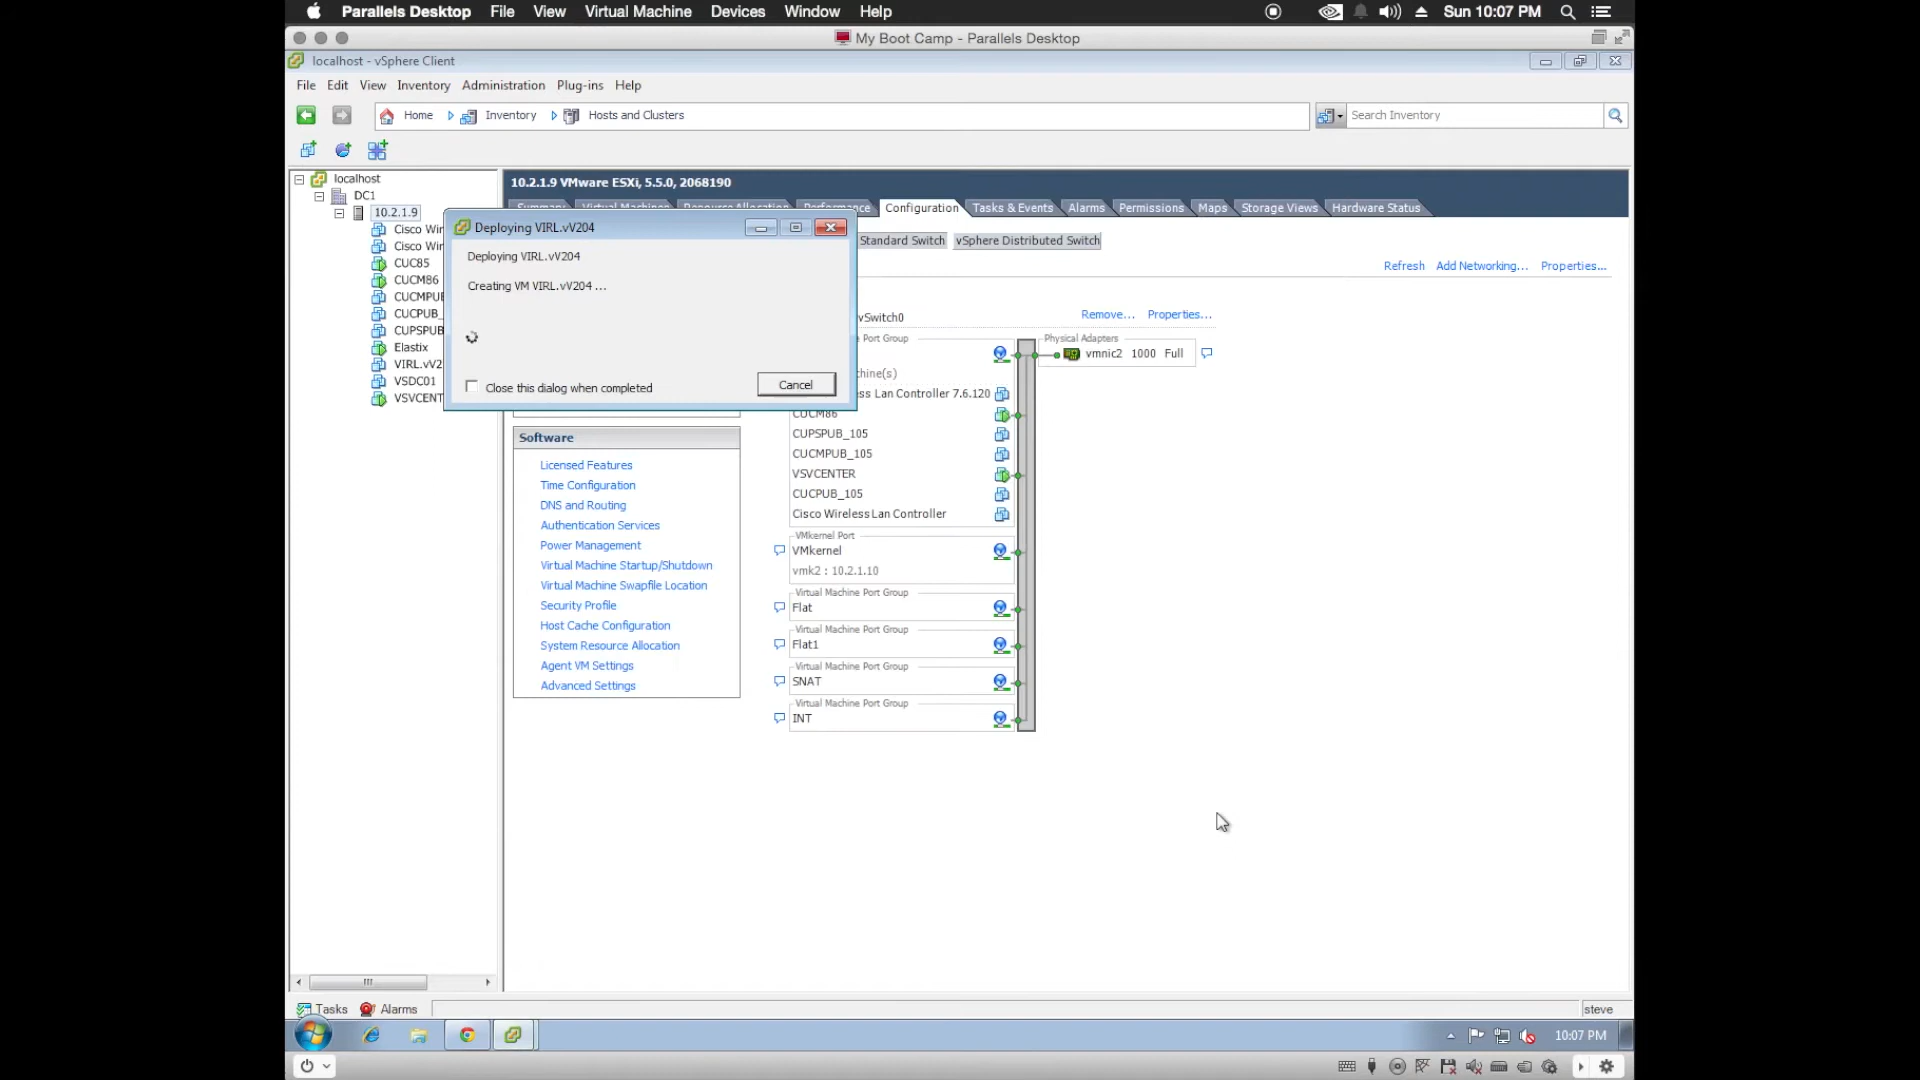 Parallels Desktop File View Virtual Machine Devices Window Help Sun 10:07 PM
My Boot Camp - Parallels Desktop
localhost - vSphere Client
File Edit View Inventory Administration Plug-ins Help
Home Inventory Hosts and Clusters Search Inventory
localhost
DC1
10.2.1.9
Cisco Wir
Cisco Wir
CUC85
CUCM86
CUCMPUE
CUCPUB_
CUPSPUB
Elastix
VIRL.vV2
VSDC01
VSVCENT
10.2.1.9 VMware ESXi, 5.5.0, 2068190
Summary Virtual Machines Resource Allocation Performance Configuration Tasks & Events Alarms Permissions Maps Storage Views Hardware Status
Deploying VIRL.vV204
Deploying VIRL.vV204
Creating VM VIRL.vV204 ...
Close this dialog when completed
Cancel
Standard Switch vSphere Distributed Switch
Refresh Add Networking... Properties...
vSwitch0 Remove... Properties...
Port Group Physical Adapters
vmnic2 1000 Full
chine(s)
ess Lan Controller 7.6.120
CUCM86
CUPSPUB_105
CUCMPUB_105
VSVCENTER
CUCPUB_105
Cisco Wireless Lan Controller
VMkernel Port
VMkernel
vmk2 : 10.2.1.10
Virtual Machine Port Group
Flat
Virtual Machine Port Group
Flat1
Virtual Machine Port Group
SNAT
Virtual Machine Port Group
INT
Software
Licensed Features
Time Configuration
DNS and Routing
Authentication Services
Power Management
Virtual Machine Startup/Shutdown
Virtual Machine Swapfile Location
Security Profile
Host Cache Configuration
System Resource Allocation
Agent VM Settings
Advanced Settings
Tasks Alarms steve
10:07 PM